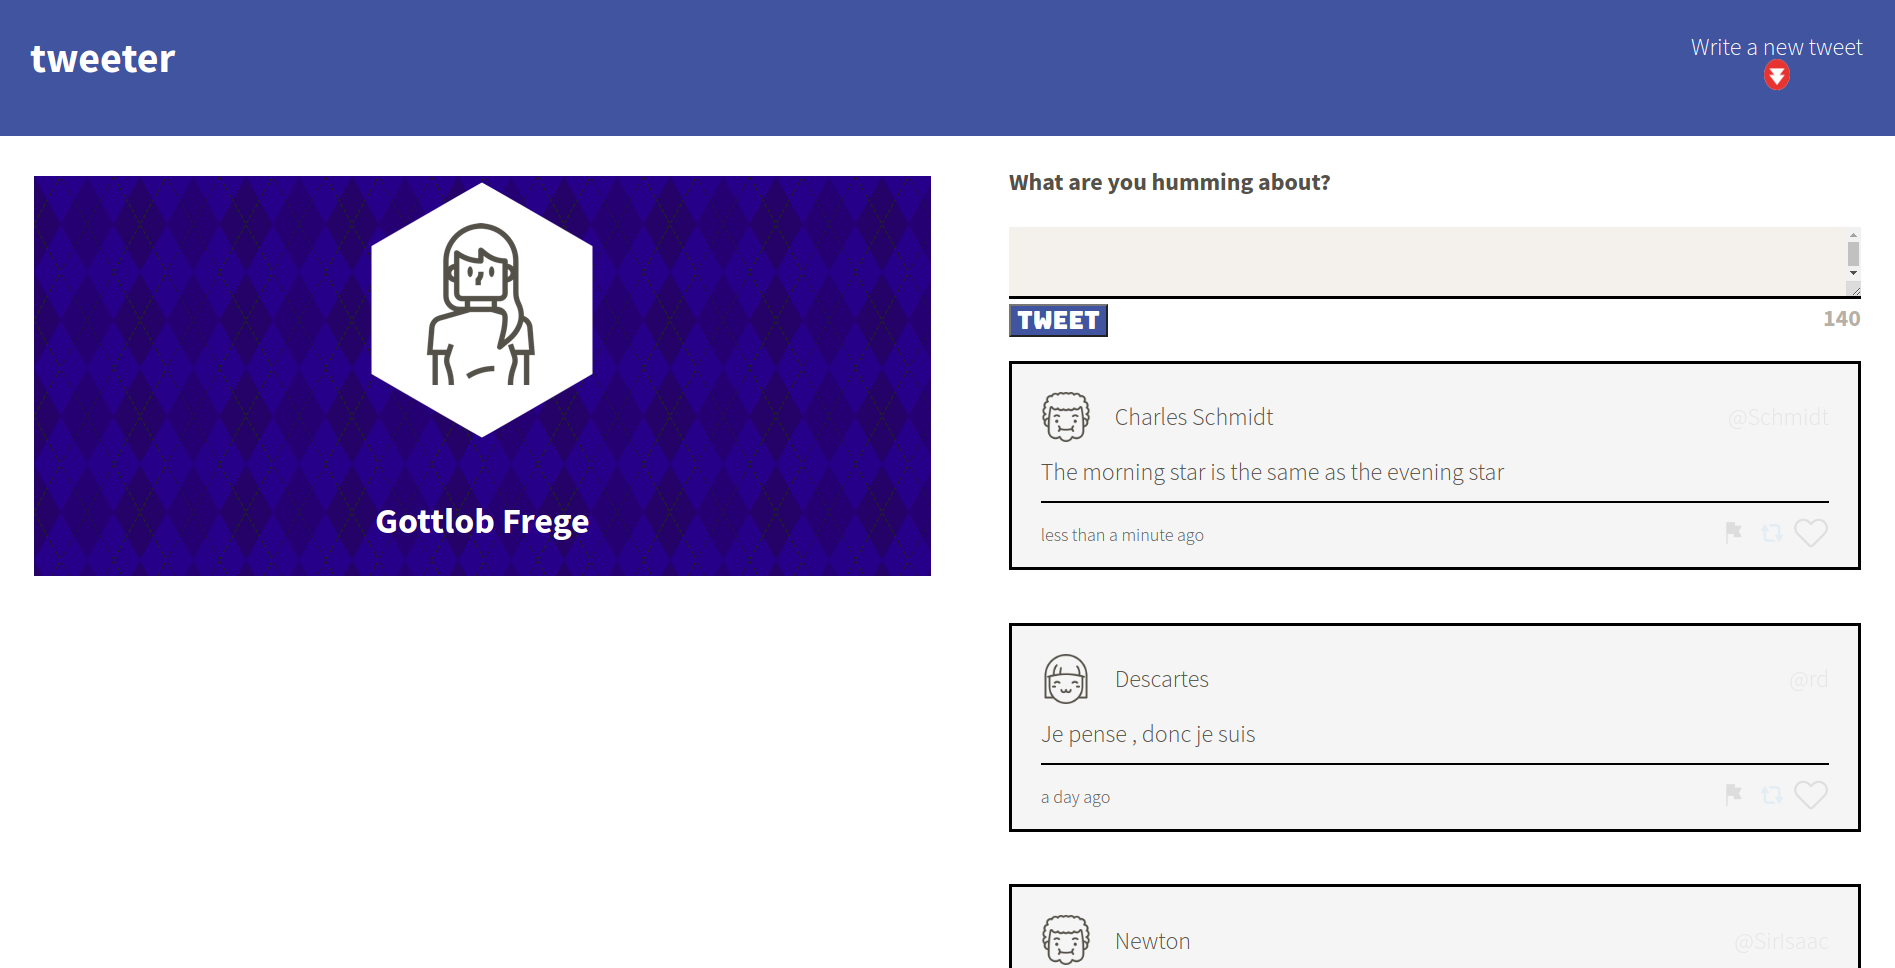 tweeter
Write a new tweet
Gottlob Frege
What are you humming about?
TWEET
140
Charles Schmidt
@Schmidt
The morning star is the same as the evening star
less than a minute ago
Descartes
@rd
Je pense , donc je suis
a day ago
Newton
@SirIsaac